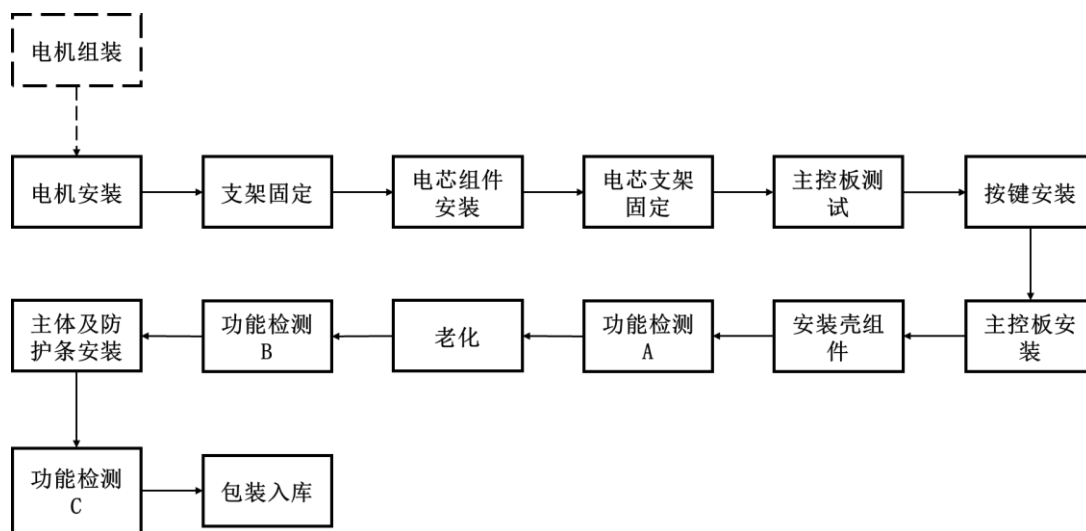 电机组装
电机安装
支架固定
电芯组件
安装
电芯支架
固定
主控板测
试
按键安装
主控板安
装
安装壳组
件
功能检测
A
老化
功能检测
B
主体及防
护条安装
功能检测
C
包装入库